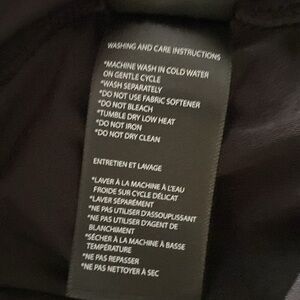 WASHING AND CARE INSTRUCTIONS
*MACHINE WASH IN COLD WATER
ON GENTLE CYCLE
*WASH SEPARATELY
*DO NOT USE FABRIC SOFTENER
*DO NOT BLEACH
*TUMBLE DRY LOW HEAT
*DO NOT IRON
*DO NOT DRY CLEAN
ENTRETIEN ET LAVAGE
*LAVER À LA MACHINE À L'EAU
FROIDE SUR CYCLE DÉLICAT
*LAVER SÉPARÉMENT
*NE PAS UTILISER D'ASSOUPLISSANT
*NE PAS UTILISER D'AGENT DE
BLANCHIMENT
*SÉCHER À LA MACHINE À BASSE
TEMPÉRATURE
*NE PAS REPASSER
*NE PAS NETTOYER À SEC